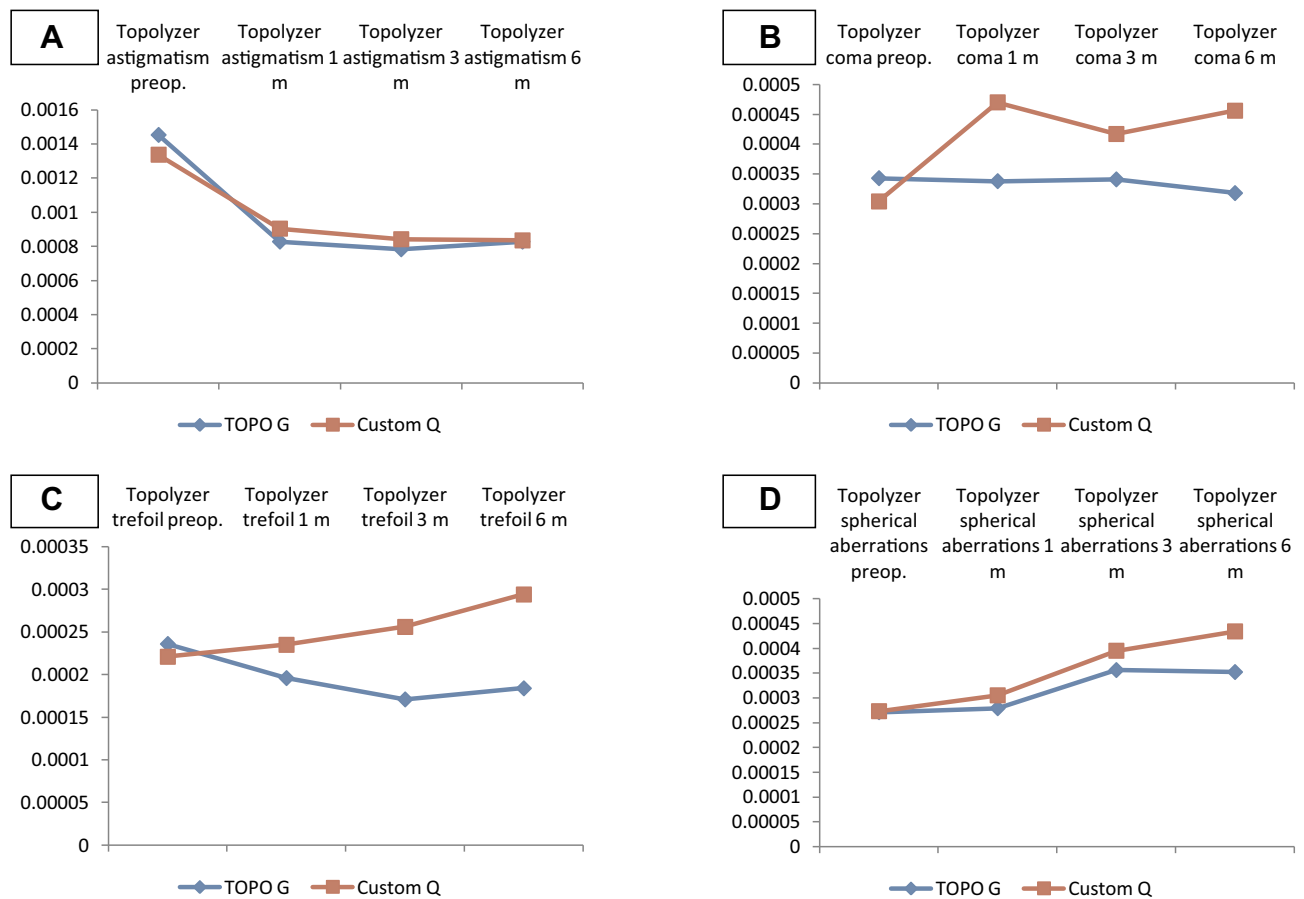 A
Topolyzer
astigmatism
preop.
Topolyzer
astigmatism 1
m
Topolyzer
astigmatism 3
m
Topolyzer
astigmatism 6
m
0.0016
0.0014
0.0012
0.001
0.0008
0.0006
0.0004
0.0002
0
TOPO G
Custom Q
B
Topolyzer
coma preop.
Topolyzer
coma 1 m
Topolyzer
coma 3 m
Topolyzer
coma 6 m
0.0005
0.00045
0.0004
0.00035
0.0003
0.00025
0.0002
0.00015
0.0001
0.00005
0
TOPO G
Custom Q
C
Topolyzer
trefoil preop.
Topolyzer
trefoil 1 m
Topolyzer
trefoil 3 m
Topolyzer
trefoil 6 m
0.00035
0.0003
0.00025
0.0002
0.00015
0.0001
0.00005
0
TOPO G
Custom Q
D
Topolyzer
spherical
aberrations
preop.
Topolyzer
spherical
aberrations 1
m
Topolyzer
spherical
aberrations 3
m
Topolyzer
spherical
aberrations 6
m
0.0005
0.00045
0.0004
0.00035
0.0003
0.00025
0.0002
0.00015
0.0001
0.00005
0
TOPO G
Custom Q